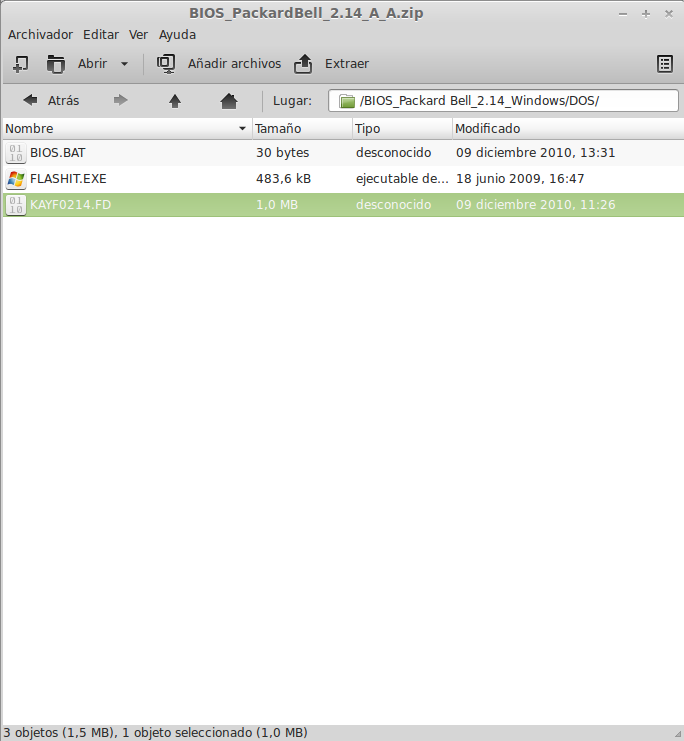 BIOS_PackardBell_2.14_A_A.zip
Archivador Editar Ver Ayuda
Abrir Añadir archivos Extraer
Atrás Lugar: /BIOS_Packard Bell_2.14_Windows/DOS/
Nombre Tamaño Tipo Modificado
BIOS.BAT 30 bytes desconocido 09 diciembre 2010, 13:31
FLASHIT.EXE 483,6 kB ejecutable de... 18 junio 2009, 16:47
KAYF0214.FD 1,0 MB desconocido 09 diciembre 2010, 11:26
3 objetos (1,5 MB), 1 objeto seleccionado (1,0 MB)